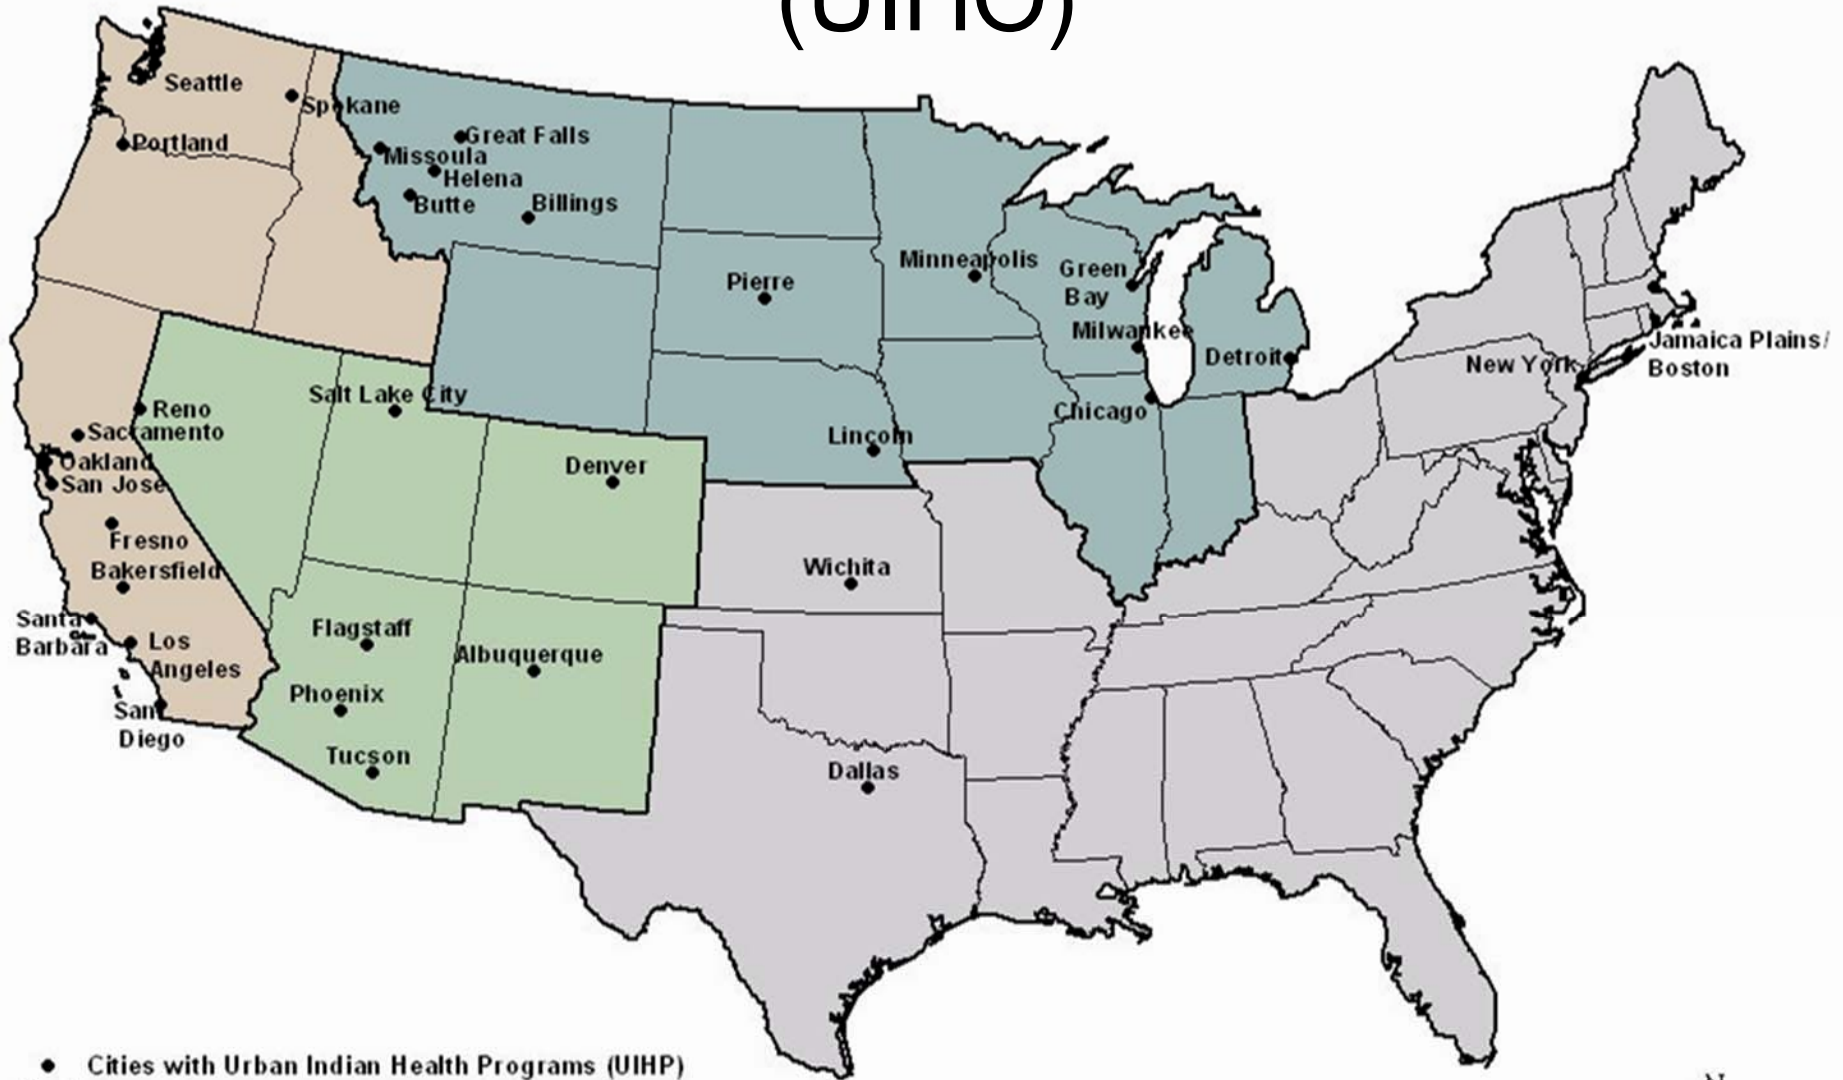 (UIHO)
Seattle
Spokane
Portland
Great Falls
Missoula
Helena
Butte
Billings
Minneapolis
Green
Bay
Pierre
Milwankee
Detroit
Jamaica Plains/
Boston
New York
Salt Lake City
Reno
Sacramento
Chicago
Lincoln
Oakland
San Jose
Denver
Fresno
Bakersfield
Wichita
Santa
Barbara
Los
Angeles
Flagstaff
Albuquerque
Phoenix
San
Diego
Tucson
Dallas
Cities with Urban Indian Health Programs (UIHP)
N